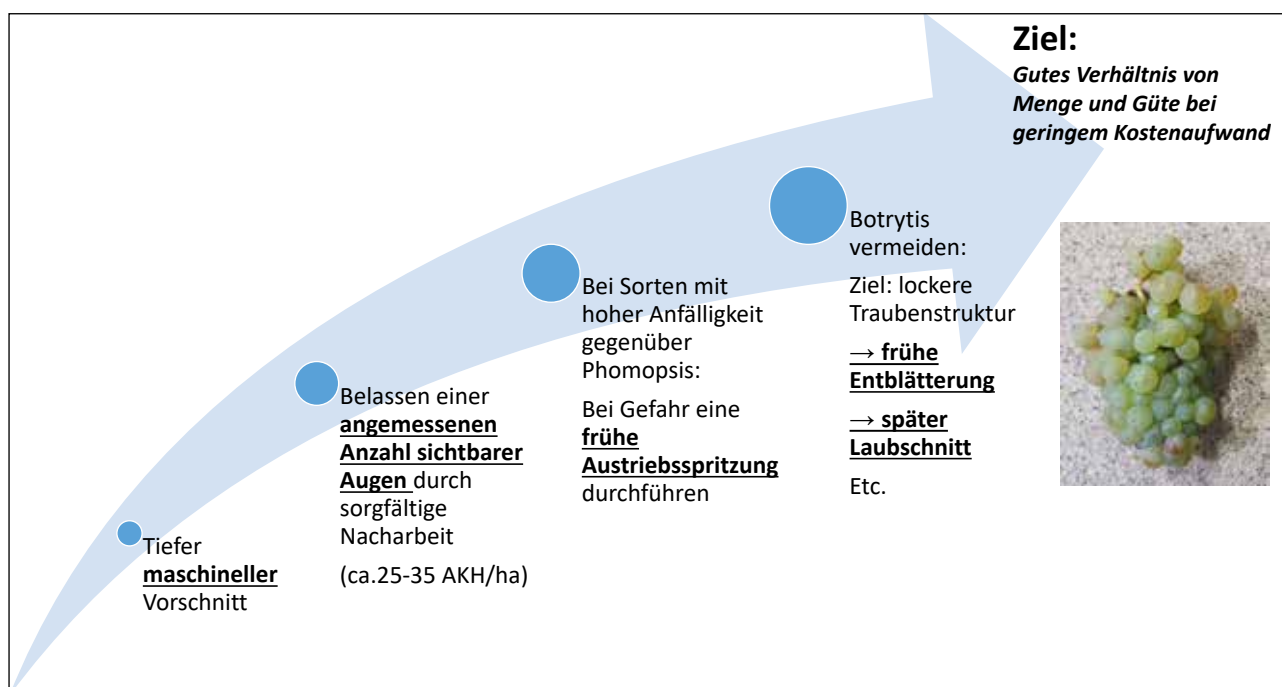 Ziel:
Gutes Verhältnis von
Menge und Güte bei
geringem Kostenaufwand
Tiefer
maschineller
Vorschnitt
Belassen einer
angemessenen
Anzahl sichtbarer
Augen durch
sorgfältige
Nacharbeit
(ca.25-35 AKH/ha)
Bei Sorten mit
hoher Anfälligkeit
gegenüber
Phomopsis:
Bei Gefahr eine
frühe
Austriebsspritzung
durchführen
Botrytis
vermeiden:
Ziel: lockere
Traubenstruktur
→ frühe
Entblätterung
→ später
Laubschnitt
Etc.